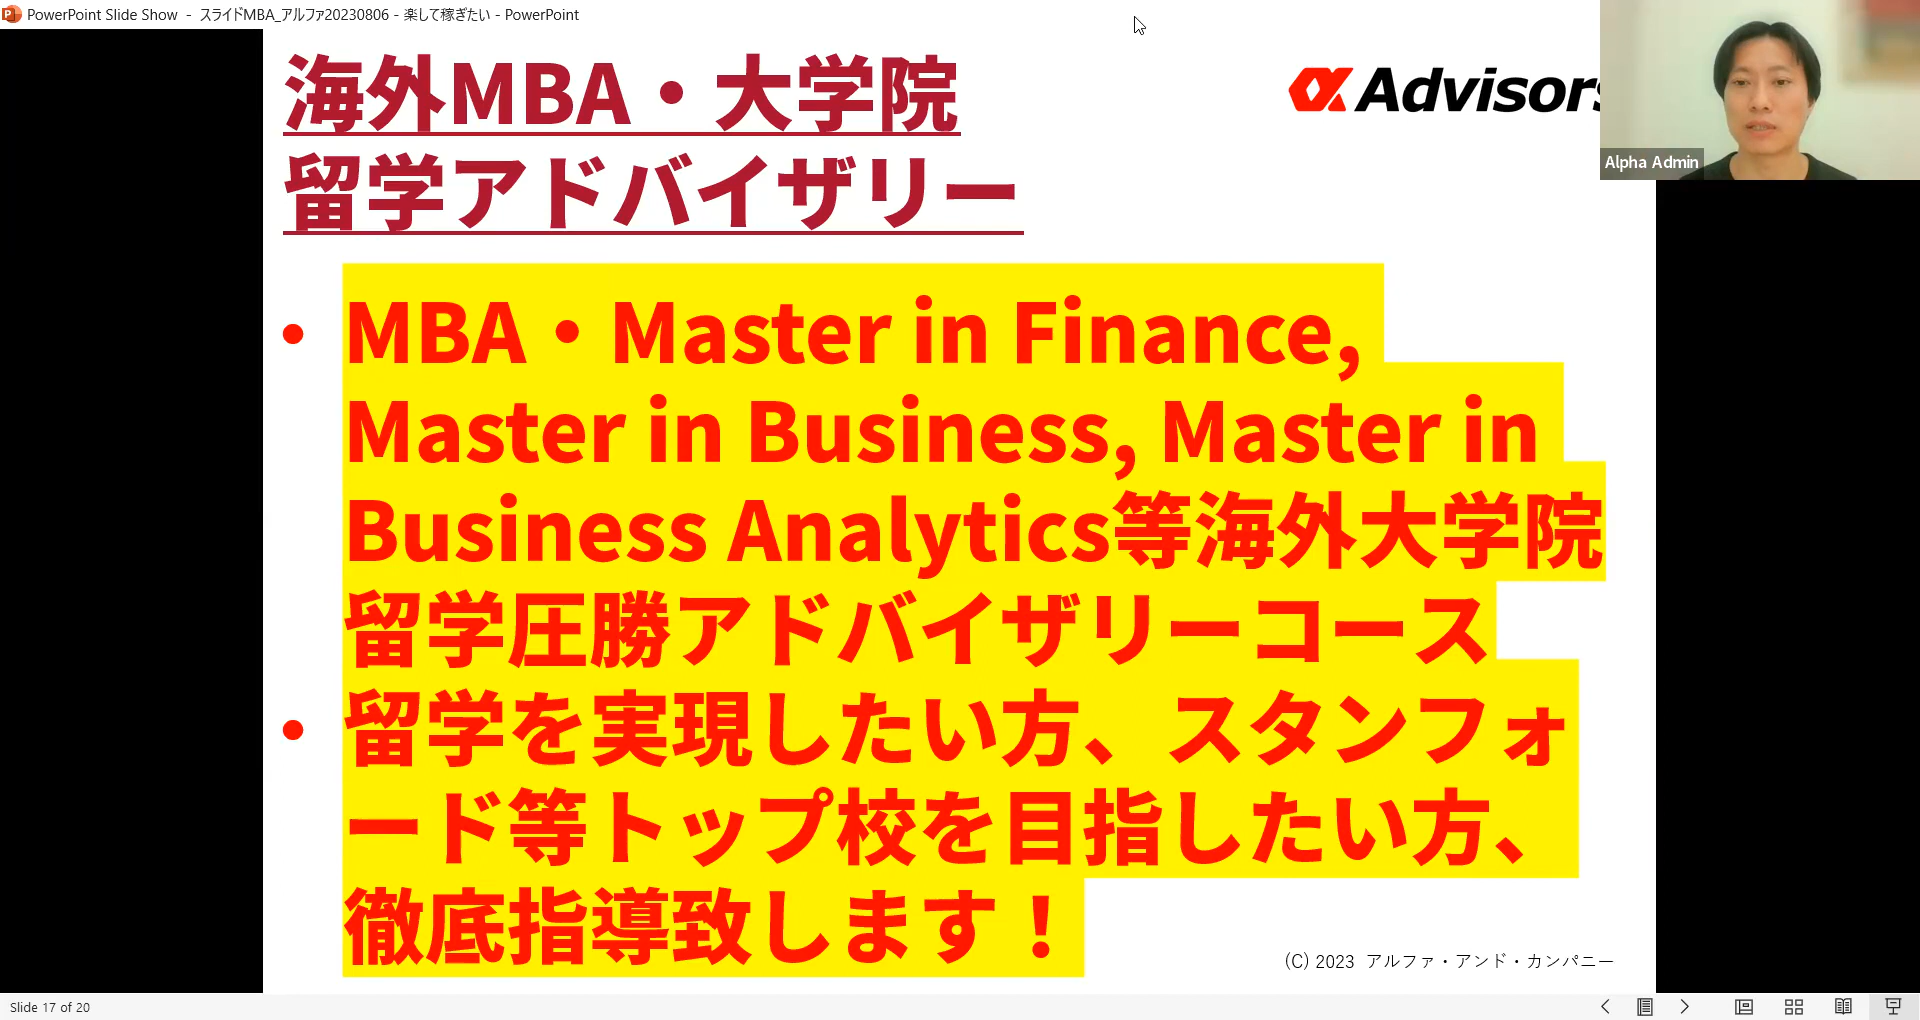 PowerPoint Slide Show - スライドMBA_アルファ20230806 - 楽して稼ぎたい - PowerPoint
海外MBA・大学院
留学アドバイザリー
Advisors
Alpha Admin
・MBA・Master in Finance,
Master in Business, Master in
Business Analytics等海外大学院
留学圧勝アドバイザリーコース
・留学を実現したい方、スタンフォ
ード等トップ校を目指したい方、
徹底指導致します！
(C) 2023 アルファ・アンド・カンパニー
Slide 17 of 20